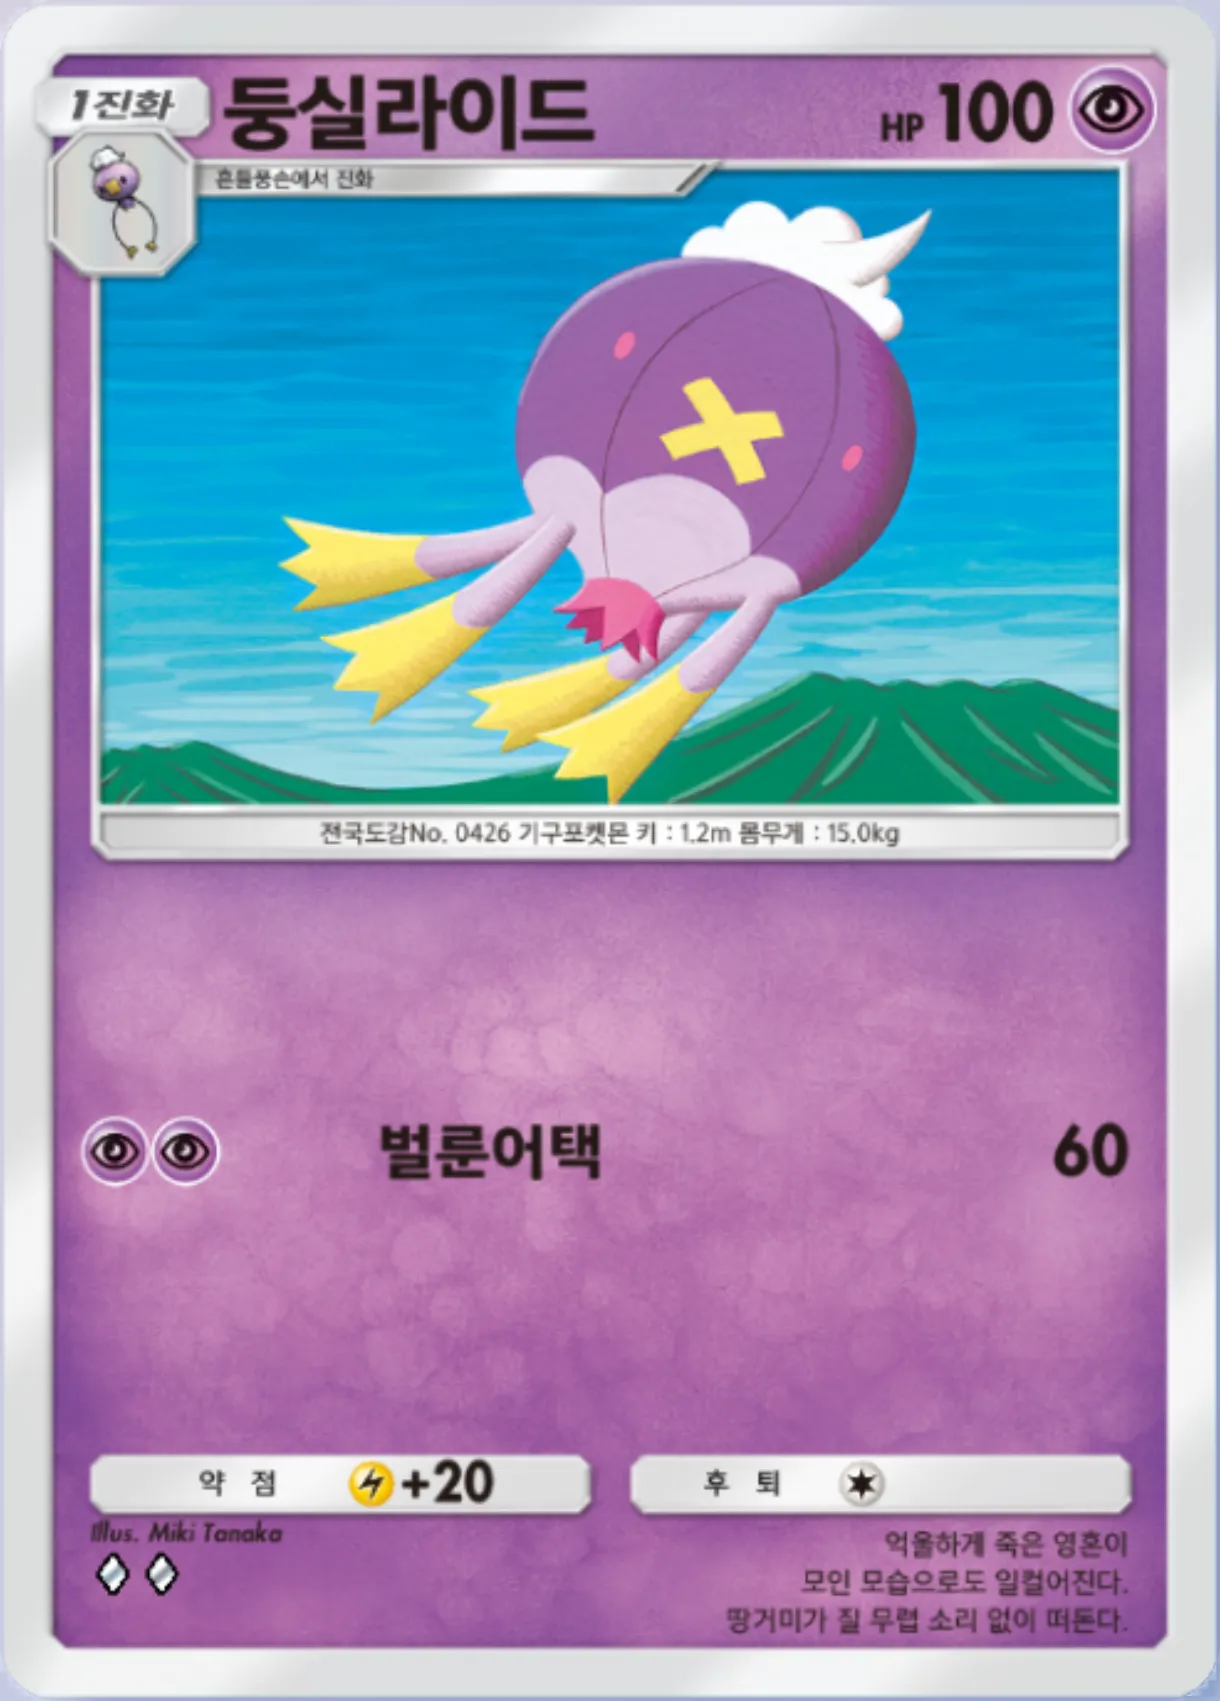 1진화
둥실라이드
HP 100
흔들풍손에서 진화
전국도감No. 0426 기구포켓몬 키 : 1.2m 몸무게 : 15.0kg
벌룬어택 60
약점 +20
후퇴
Illus. Miki Tanaka
억울하게 죽은 영혼이
모인 모습으로도 일컬어진다.
땅거미가 질 무렵 소리 없이 떠돈다.